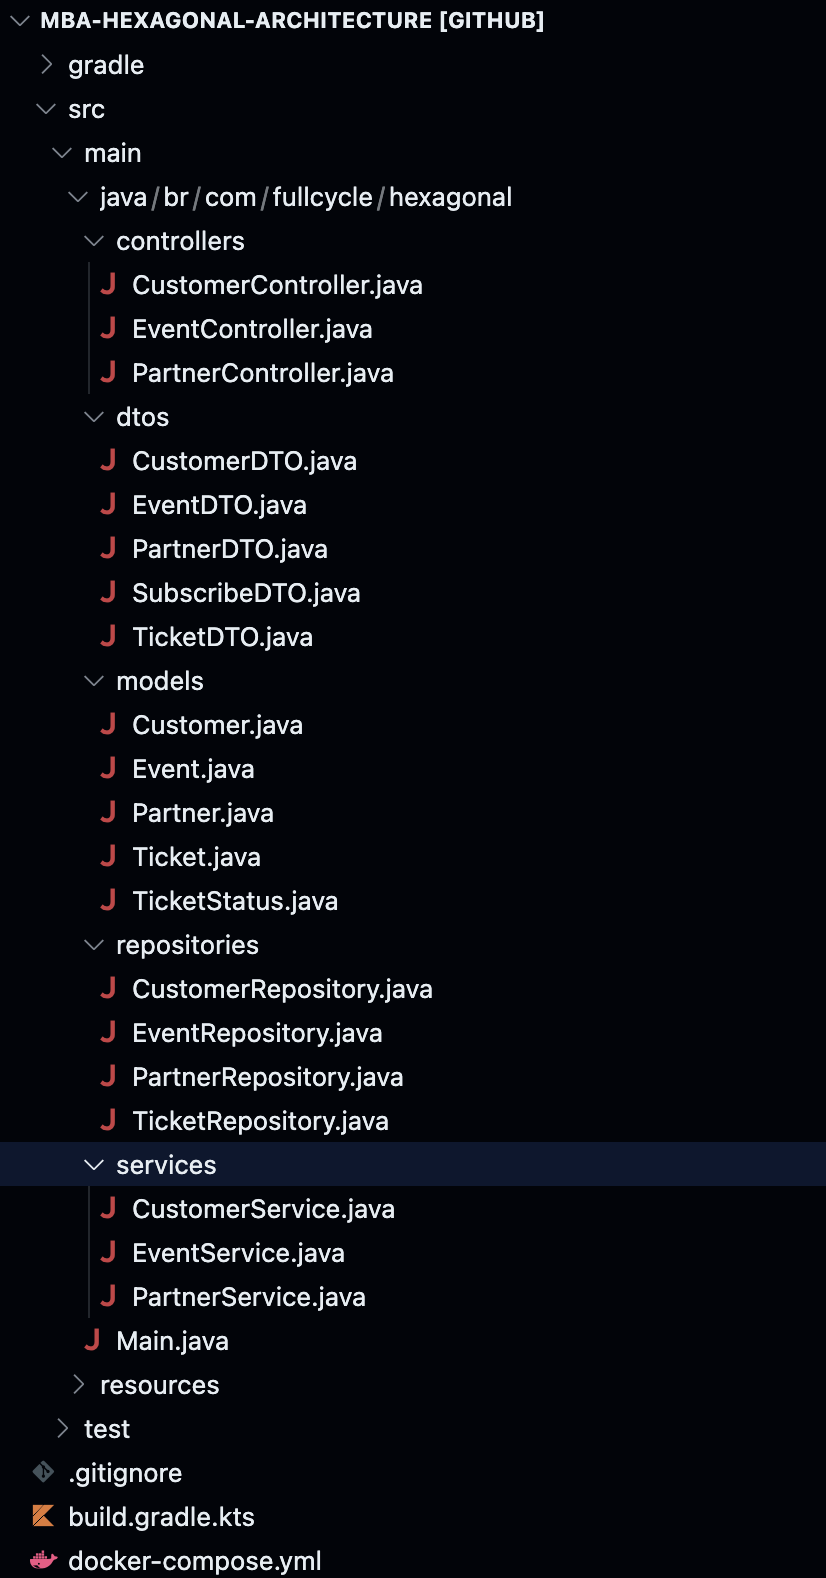 MBA-HEXAGONAL-ARCHITECTURE [GITHUB]
gradle
src
main
java/br/com/fullcycle/hexagonal
controllers
J CustomerController.java
J EventController.java
J PartnerController.java
dtos
J CustomerDTO.java
J EventDTO.java
J PartnerDTO.java
J SubscribeDTO.java
J TicketDTO.java
models
J Customer.java
J Event.java
J Partner.java
J Ticket.java
J TicketStatus.java
repositories
J CustomerRepository.java
J EventRepository.java
J PartnerRepository.java
J TicketRepository.java
services
J CustomerService.java
J EventService.java
J PartnerService.java
J Main.java
resources
test
.gitignore
build.gradle.kts
docker-compose.yml